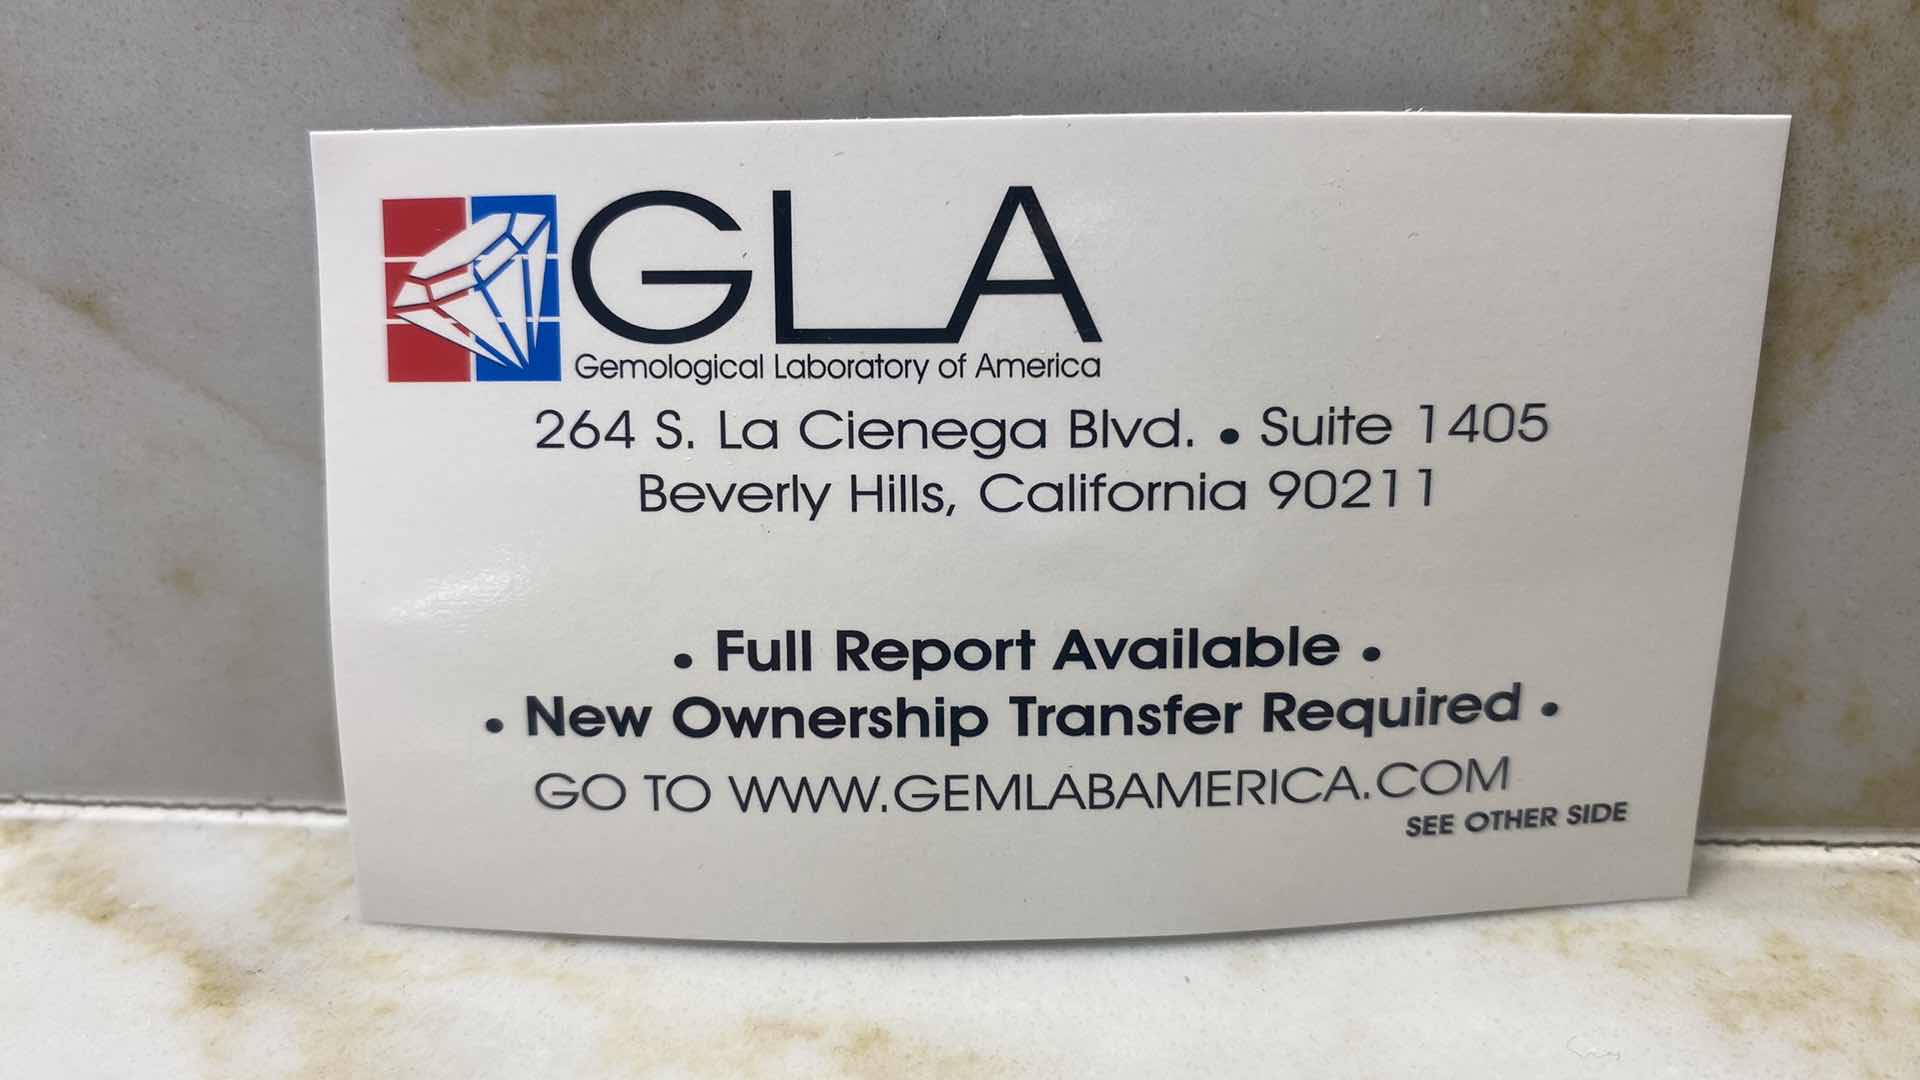 GLA
Gemological Laboratory of America
264 S. La Cienega Blvd. • Suite 1405
Beverly Hills, California 90211
• Full Report Available •
• New Ownership Transfer Required •
GO TO WWW.GEMLABAMERICA.COM
SEE OTHER SIDE